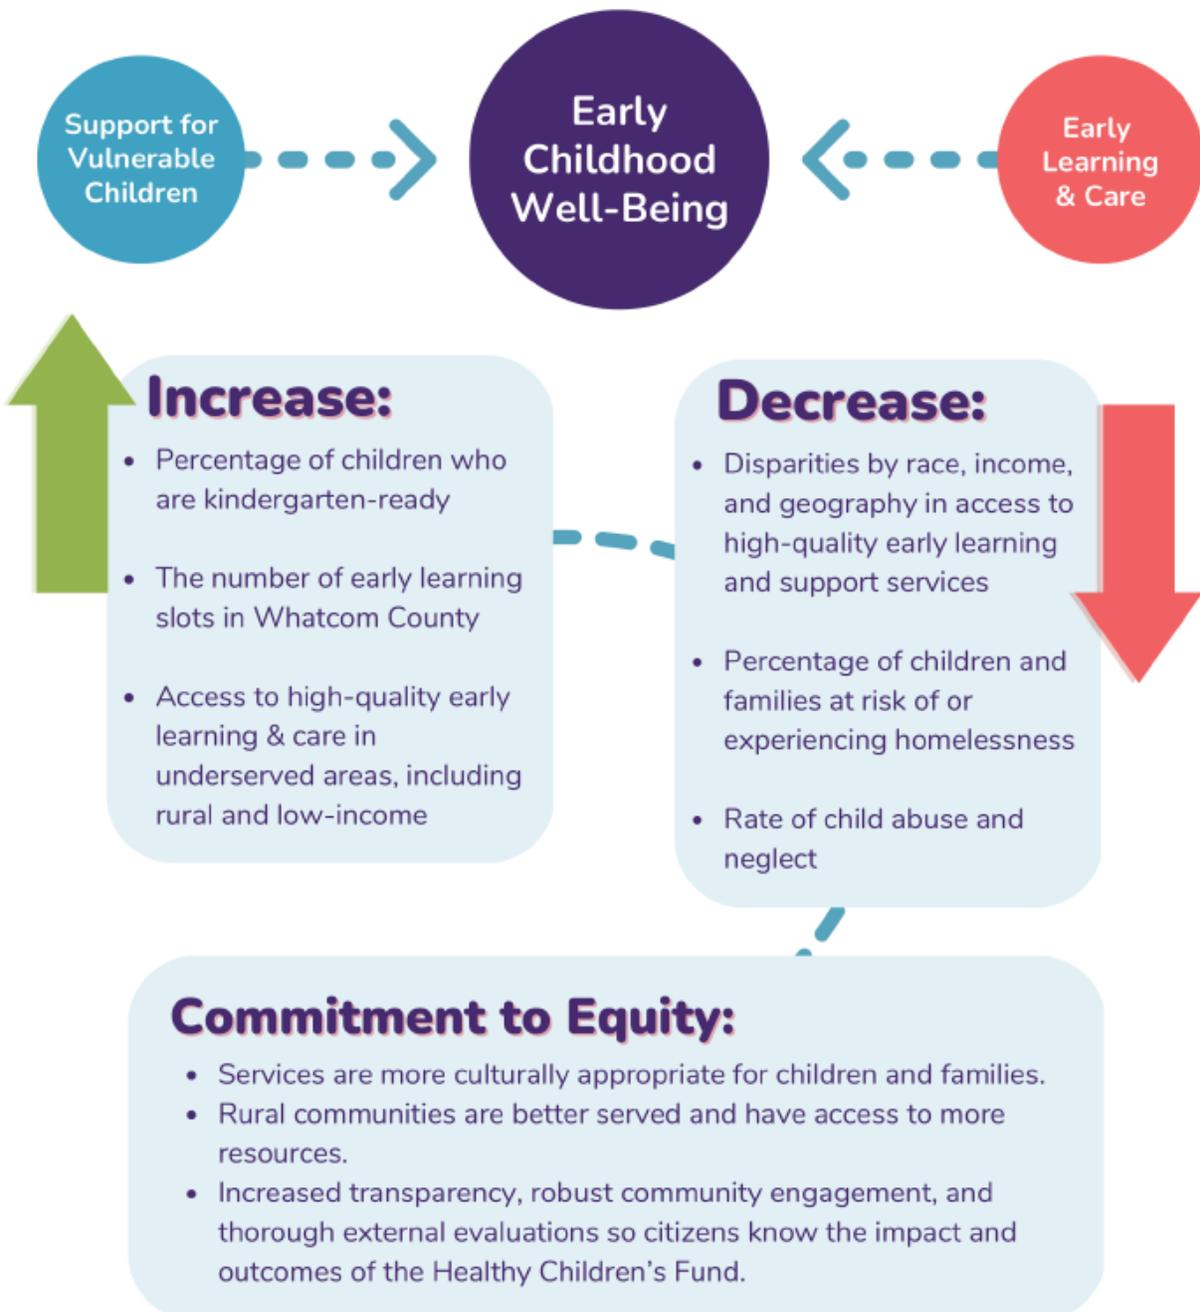 Support for
Vulnerable
Children
Early
Childhood
Well-Being
Early
Learning
& Care
Increase:
• Percentage of children who
are kindergarten-ready
• The number of early learning
slots in Whatcom County
• Access to high-quality early
learning & care in
underserved areas, including
rural and low-income
Decrease:
• Disparities by race, income,
and geography in access to
high-quality early learning
and support services
• Percentage of children and
families at risk of or
experiencing homelessness
• Rate of child abuse and
neglect
Commitment to Equity:
• Services are more culturally appropriate for children and families.
• Rural communities are better served and have access to more
resources.
• Increased transparency, robust community engagement, and
thorough external evaluations so citizens know the impact and
outcomes of the Healthy Children’s Fund.